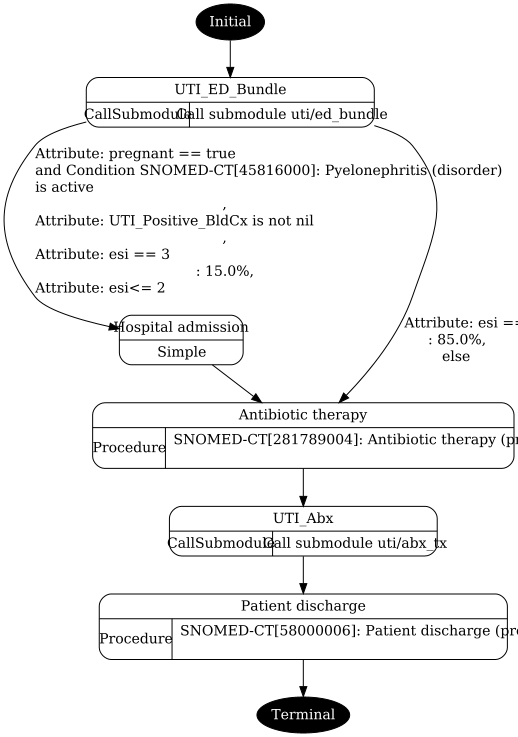 Initial
UTI_ED_Bundle
CallSubmodule Call submodule uti/ed_bundle
Attribute: pregnant == true
and Condition SNOMED-CT[45816000]: Pyelonephritis (disorder)
is active
,
Attribute: UTI_Positive_BldCx is not nil
,
Attribute: esi == 3
: 15.0%,
Attribute: esi<= 2
Attribute: esi ==
: 85.0%,
else
Hospital admission
Simple
Antibiotic therapy
Procedure SNOMED-CT[281789004]: Antibiotic therapy (pr
UTI_Abx
CallSubmodule Call submodule uti/abx_tx
Patient discharge
Procedure SNOMED-CT[58000006]: Patient discharge (pr
Terminal